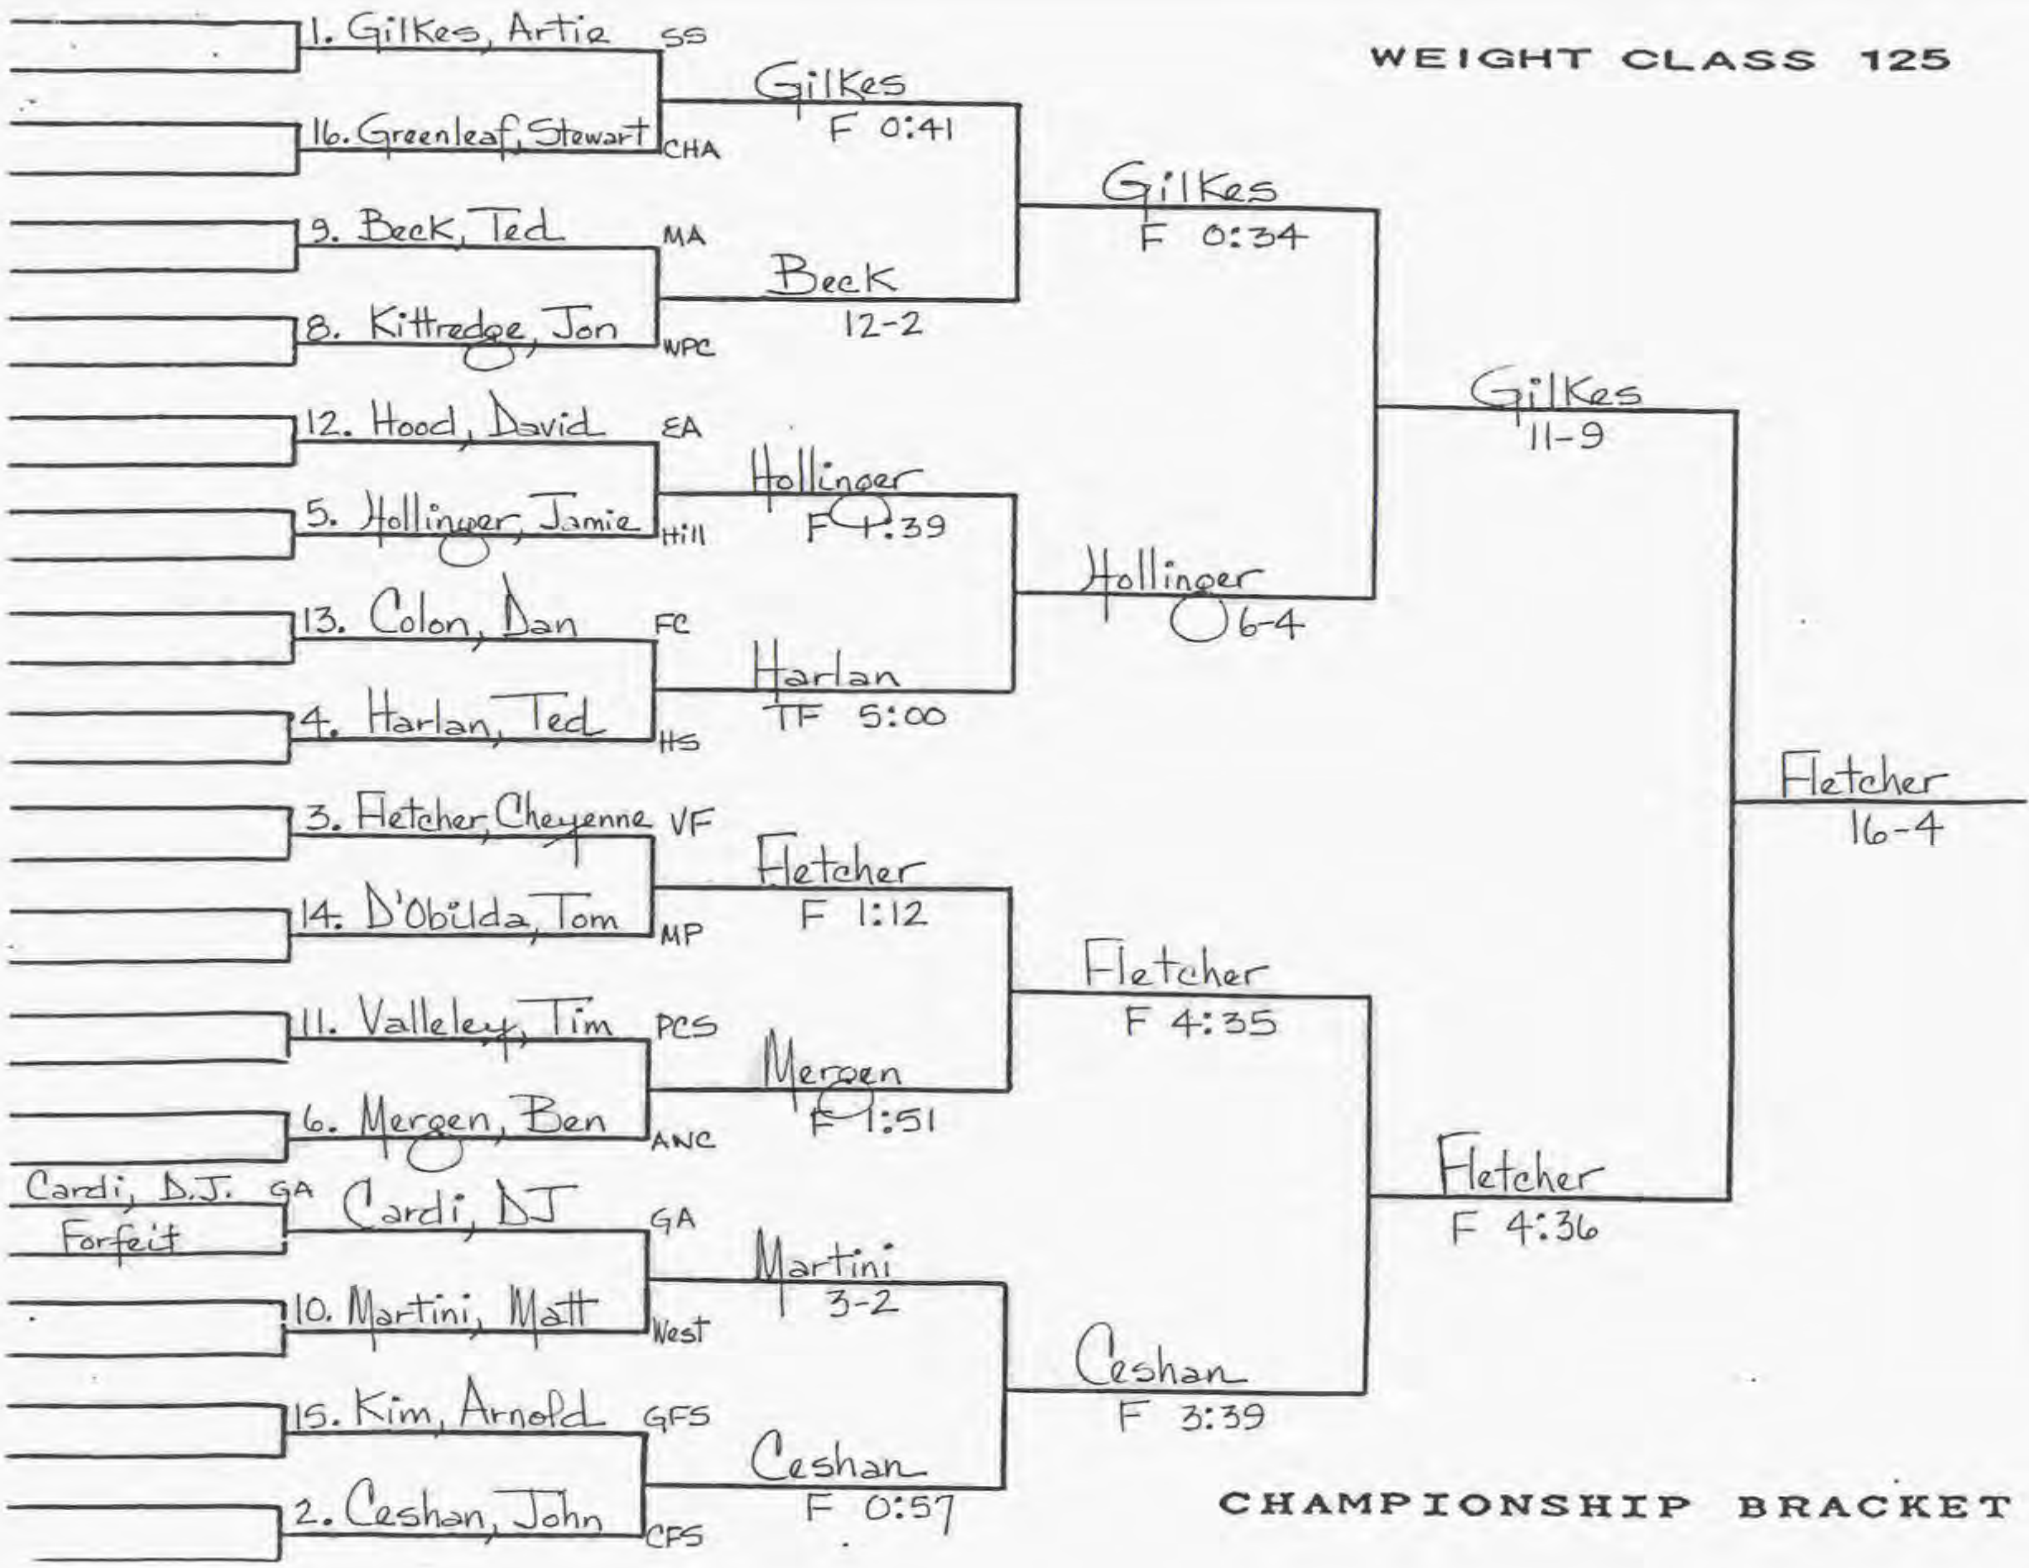 WEIGHT CLASS 125
1. Gilkes, Artie SS
16. Greenleaf, Stewart CHA
9. Beck, Ted MA
8. Kittredge, Jon WPC
12. Hood, David EA
5. Hollinger, Jamie Hill
13. Colon, Dan FC
4. Harlan, Ted HS
3. Fletcher, Cheyenne VF
14. D'Obilda, Tom MP
11. Valleley, Tim PCS
6. Mergen, Ben ANC
Cardi, D.J. GA
Forfeit
Cardi, DJ GA
10. Martini, Matt West
15. Kim, Arnold GFS
2. Ceshan, John CFS
Gilkes
F 0:41
Beck
12-2
Hollinger
F 1:39
Harlan
TF 5:00
Fletcher
F 1:12
Mergen
F 1:51
Martini
3-2
Ceshan
F 0:57
Gilkes
F 0:34
Hollinger
6-4
Fletcher
F 4:35
Ceshan
F 3:39
Gilkes
11-9
Fletcher
F 4:36
Fletcher
16-4
CHAMPIONSHIP BRACKET